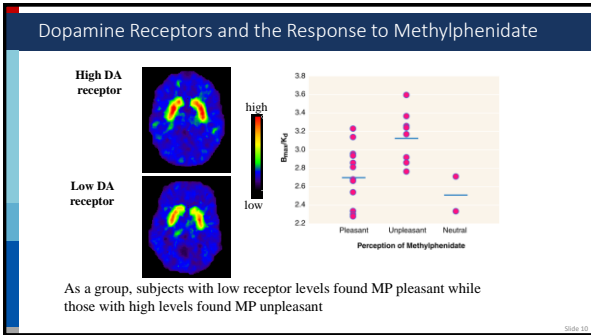 Dopamine Receptors and the Response to Methylphenidate
High DA
receptor
high
low
Low DA
receptor
3.8
3.6
3.4
3.2
3.0
2.8
2.6
2.4
2.2
Bmax/Kd
Pleasant Unpleasant Neutral
Perception of Methylphenidate
As a group, subjects with low receptor levels found MP pleasant while
those with high levels found MP unpleasant
Slide 10